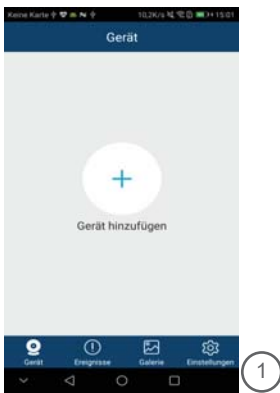 Keine Karte 10,2K/s 15:01
Gerät
Gerät hinzufügen
Gerät Ereignisse Galerie Einstellungen
1